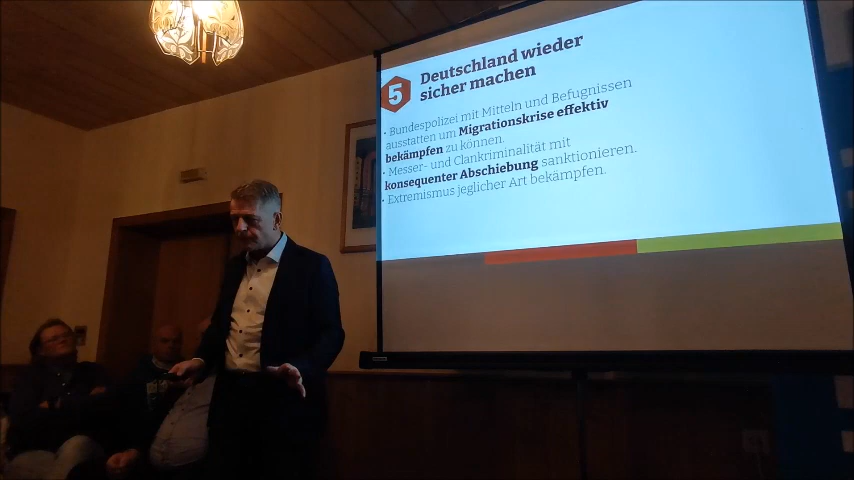 5
Deutschland wieder
sicher machen
• Bundespolizei mit Mitteln und Befugnissen
ausstatten um Migrationskrise effektiv
bekämpfen zu können.
• Messer- und Clankriminalität mit
konsequenter Abschiebung sanktionieren.
• Extremismus jeglicher Art bekämpfen.